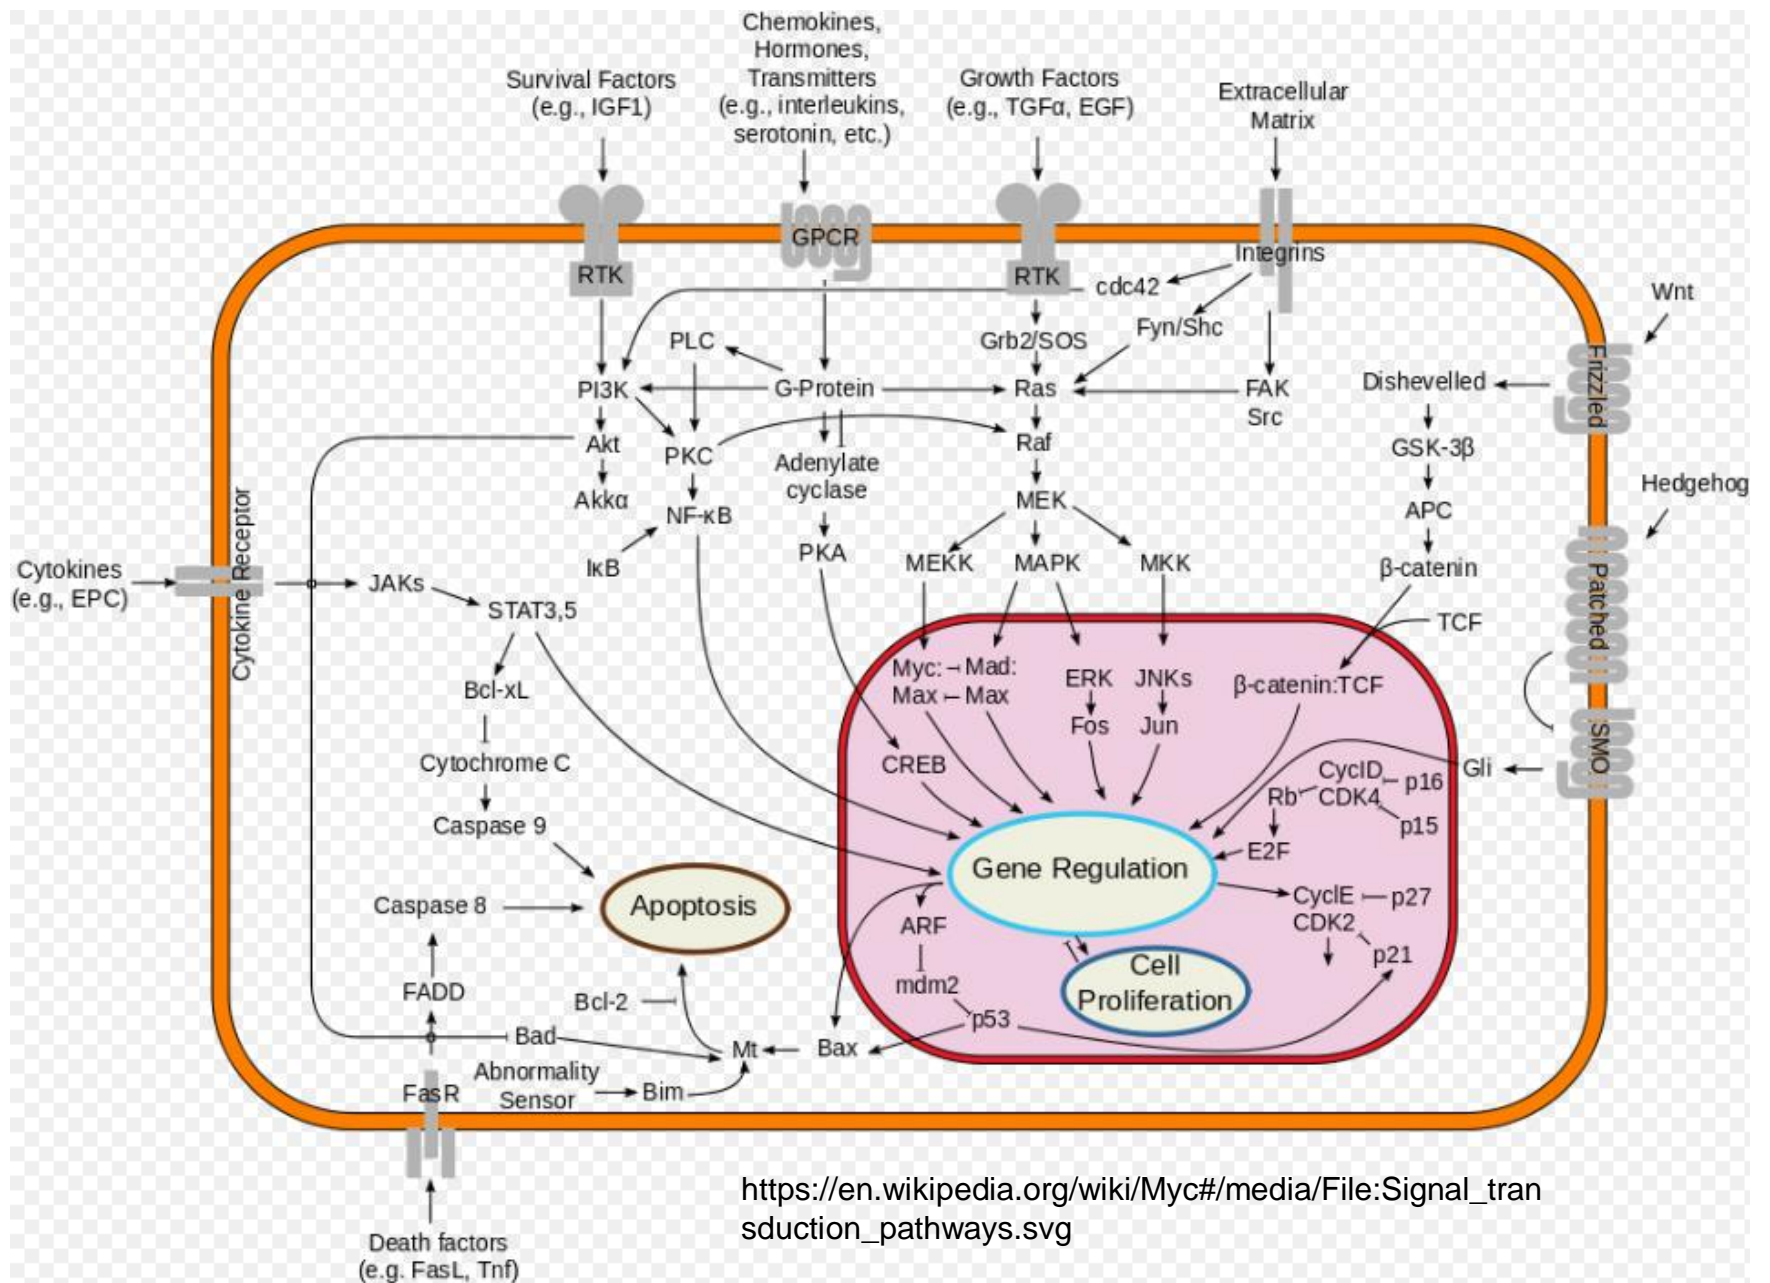 Chemokines,
Hormones,
Transmitters
(e.g., interleukins,
serotonin, etc.)
Survival Factors
(e.g., IGF1)
Growth Factors
(e.g., TGFα, EGF)
Extracellular
Matrix
RTK
GPCR
RTK
Integrins
cdc42
Wnt
PLC
Grb2/SOS
Fyn/Shc
Frizzled
PI3K
G-Protein
Ras
FAK
Src
Dishevelled
Akt
PKC
Adenylate
cyclase
Raf
GSK-3β
Akkα
NF-κB
MEK
APC
Hedgehog
IκB
PKA
MEKK
MAPK
MKK
β-catenin
Patched
Cytokines
(e.g., EPC)
Cytokine Receptor
JAKs
STAT3,5
TCF
Bcl-xL
Myc:
Mad:
Max
Max
ERK
JNKs
β-catenin:TCF
Fos
Jun
SMO
Cytochrome C
CREB
Gli
CyclD
CDK4
p16
Rb
p15
Caspase 9
E2F
Gene Regulation
Caspase 8
Apoptosis
ARF
CyclE
CDK2
p27
p21
Cell
Proliferation
FADD
Bcl-2
mdm2
p53
Bad
Mt
Bax
Abnormality
Sensor
Bim
FasR
Death factors
(e.g. FasL, Tnf)
https://en.wikipedia.org/wiki/Myc#/media/File:Signal_tran
sduction_pathways.svg